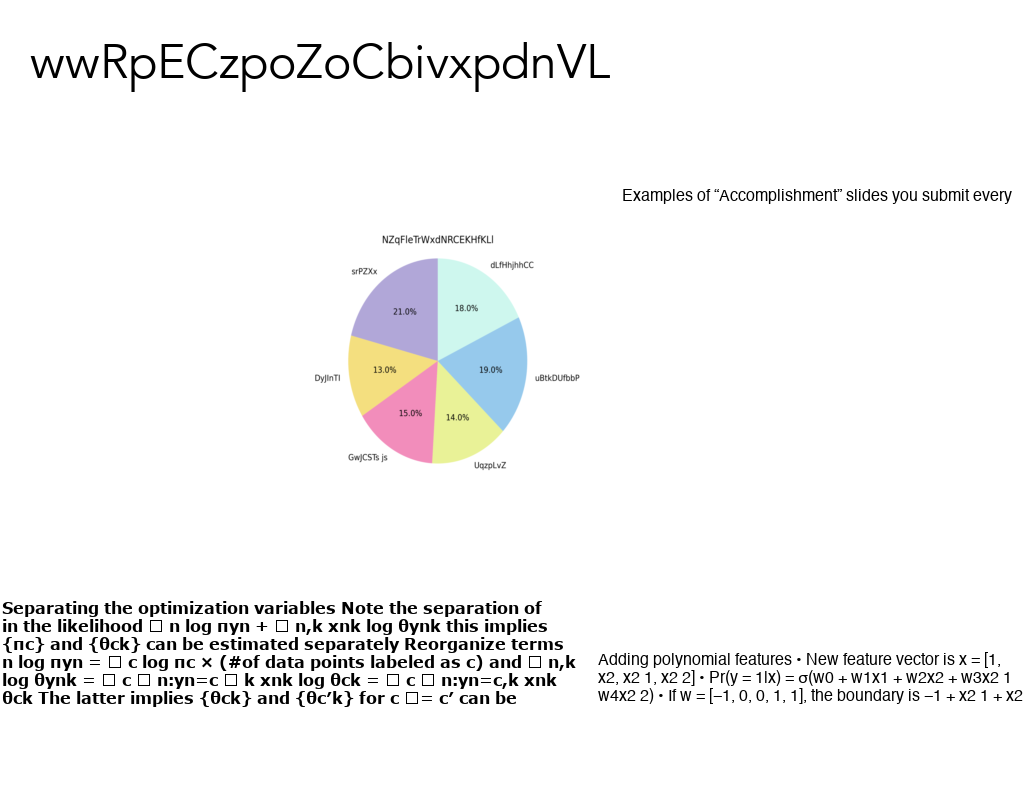 wwRpECzpoZoCbivxpdnVL
Examples of “Accomplishment” slides you submit every
NZqFleTrWxdNRCEKHfKLl
dLfHhjhhCC
srPZXx
18.0%
21.0%
19.0%
13.0%
uBtkDUfbbP
DyJlnTl
15.0%
14.0%
GwJCSTs js
UqzpLvZ
Separating the optimization variables Note the separation of
in the likelihood □ n log πyn + □ n,k xnk log θynk this implies
{πc} and {θck} can be estimated separately Reorganize terms
n log πyn = □ c log πc × (#of data points labeled as c) and □ n,k
log θynk = □ c □ n:yn=c □ k xnk log θck = □ c □ n:yn=c,k xnk
θck The latter implies {θck} and {θc′k} for c □= c′ can be
Adding polynomial features • New feature vector is x = [1,
x2, x2 1, x2 2] • Pr(y = 1|x) = σ(w0 + w1x1 + w2x2 + w3x2 1
w4x2 2) • If w = [−1, 0, 0, 1, 1], the boundary is −1 + x2 1 + x2